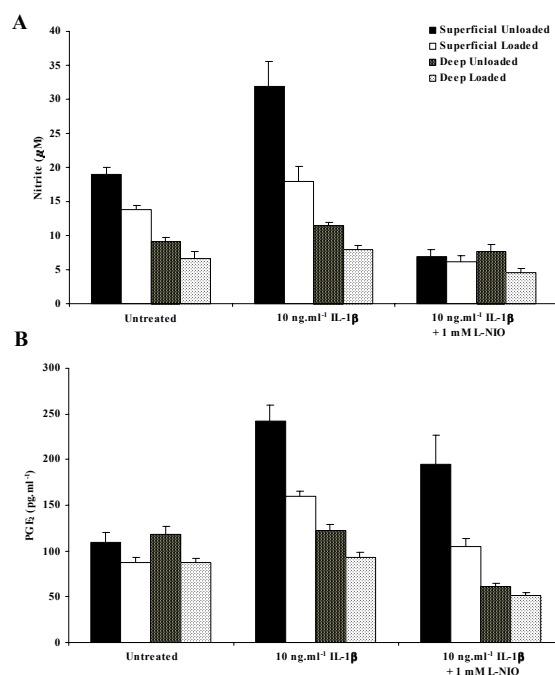 A
Superficial Unloaded
Superficial Loaded
Deep Unloaded
Deep Loaded
40
35
30
25
20
15
10
5
0
Nitrite (μM)
Untreated
10 ng.ml⁻¹ IL-1β
10 ng.ml⁻¹ IL-1β
+ 1 mM L-NIO
B
300
250
200
150
100
50
0
PGE₂ (pg.ml⁻¹)
Untreated
10 ng.ml⁻¹ IL-1β
10 ng.ml⁻¹ IL-1β
+ 1 mM L-NIO